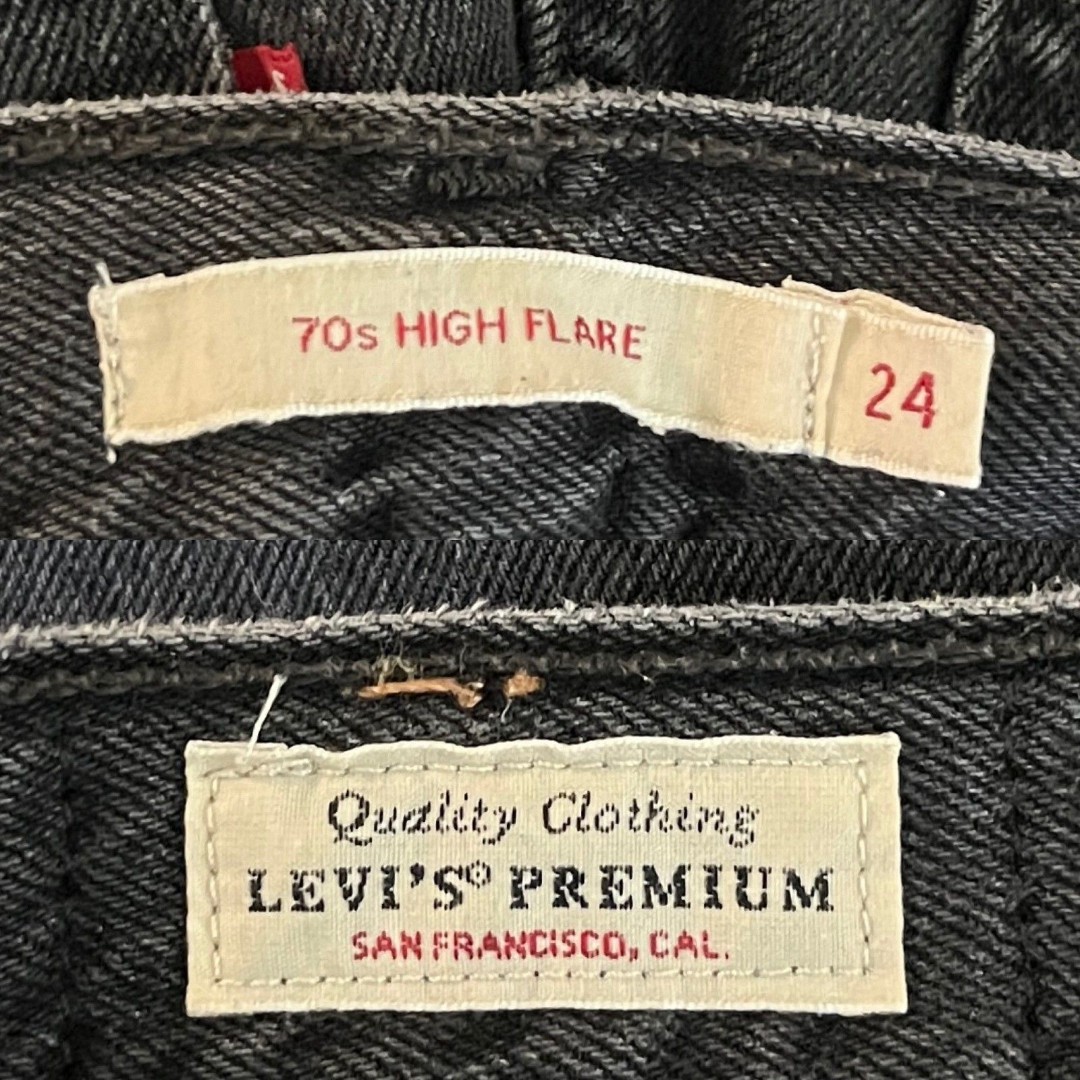 70s HIGH FLARE
24
Quality Clothing
LEVI'S® PREMIUM
SAN FRANCISCO, CAL.